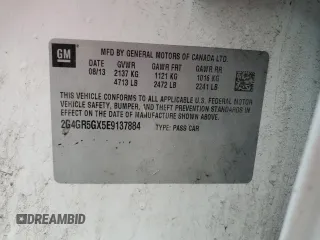 GM
MFD BY GENERAL MOTORS OF CANADA LTD.
DATE GVWR GAWR FRT GAWR RR
08/13 2137 KG 1121 KG 1016 KG
4713 LB 2472 LB 2241 LB
THIS VEHICLE CONFORMS TO ALL APPLICABLE U.S. FEDERAL
VEHICLE SAFETY, BUMPER, AND THEFT PREVENTION STANDARDS IN
EFFECT ON THE DATE OF MANUFACTURE SHOWN ABOVE.
2G4GR5GX5E9137884 TYPE: PASS CAR
DREAMBID